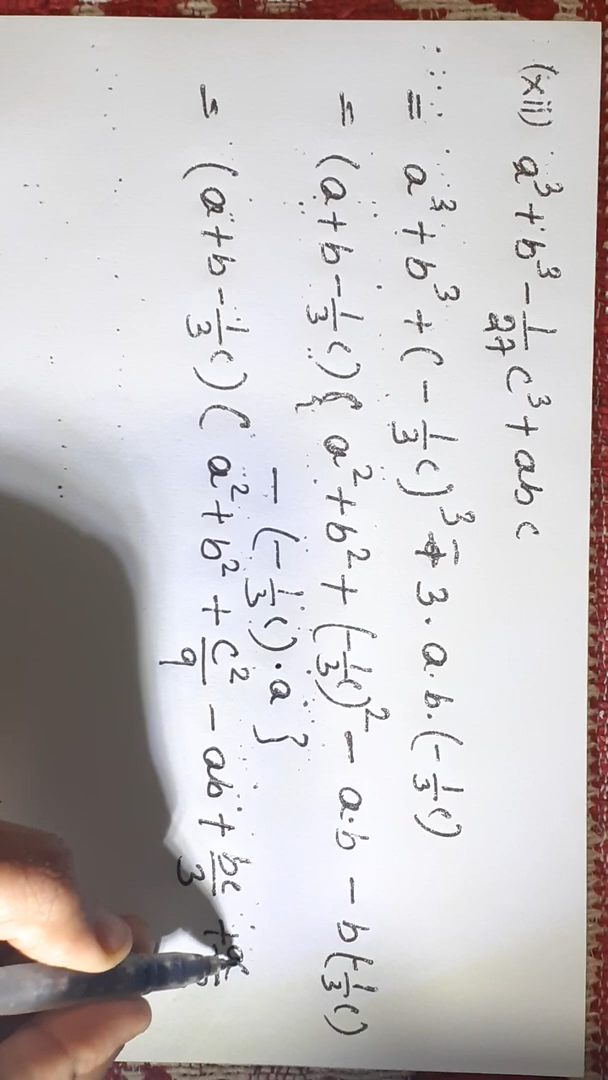 (xii) a³ + b³ - 1/27 c³ + abc
= a³ + b³ + (- 1/3 c)³ - 3 · a · b · (- 1/3 c)
= (a + b - 1/3 c) { a² + b² + (- 1/3 c)² - a · b - b (- 1/3 c)
- (- 1/3 c) · a }
= (a + b - 1/3 c) ( a² + b² + c²/9 - ab + bc/3 +